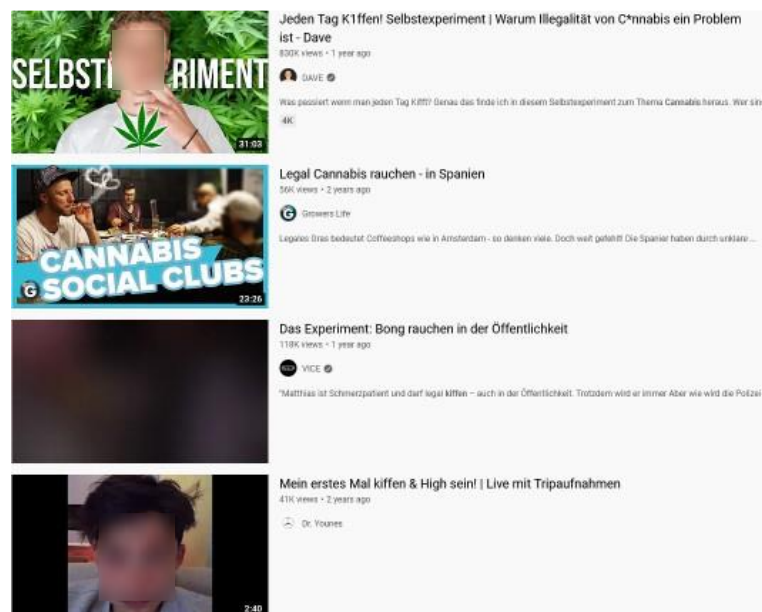 Jeden Tag K1ffen! Selbstexperiment | Warum Illegalität von C*nnabis ein Problem
ist - Dave
830K views • 1 year ago
DAVE
Was passiert wenn man jeden Tag Kifft? Genau das finde ich in diesem Selbstexperiment zum Thema Cannabis heraus. Wer sin
4K
SELBSTE RIMENT
31:03
Legal Cannabis rauchen - in Spanien
56K views • 2 years ago
Growers Life
Legales Gras bedeutet Coffeeshops wie in Amsterdam - so denken viele. Doch weit gefehlt! Die Spanier haben durch unklare ...
CANNABIS
SOCIAL CLUBS
G
23:26
Das Experiment: Bong rauchen in der Öffentlichkeit
118K views • 1 year ago
VICE
"Matthias ist Schmerzpatient und darf legal kiffen – auch in der Öffentlichkeit. Trotzdem wird er immer Aber wie wird die Polizei
Mein erstes Mal kiffen & High sein! | Live mit Tripaufnahmen
41K views • 2 years ago
Dr. Younes
2:40